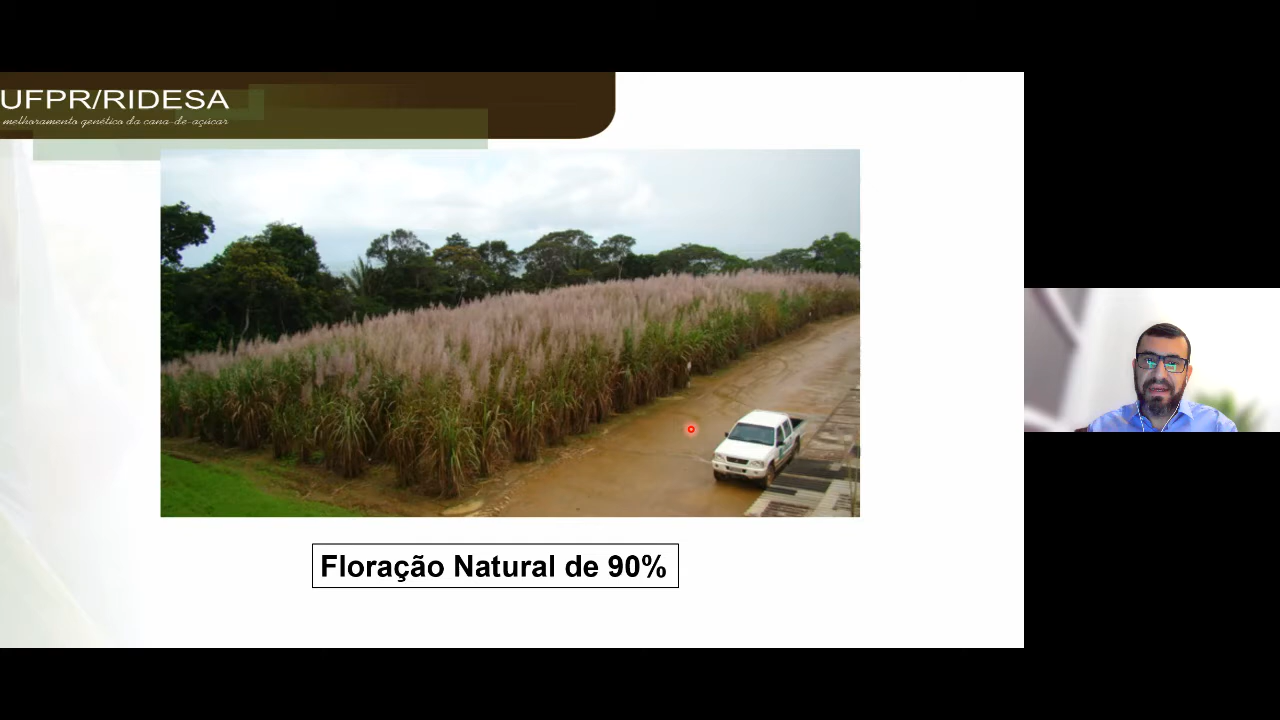 UFPR/RIDESA
melhoramento genético da cana-de-açúcar
Floração Natural de 90%